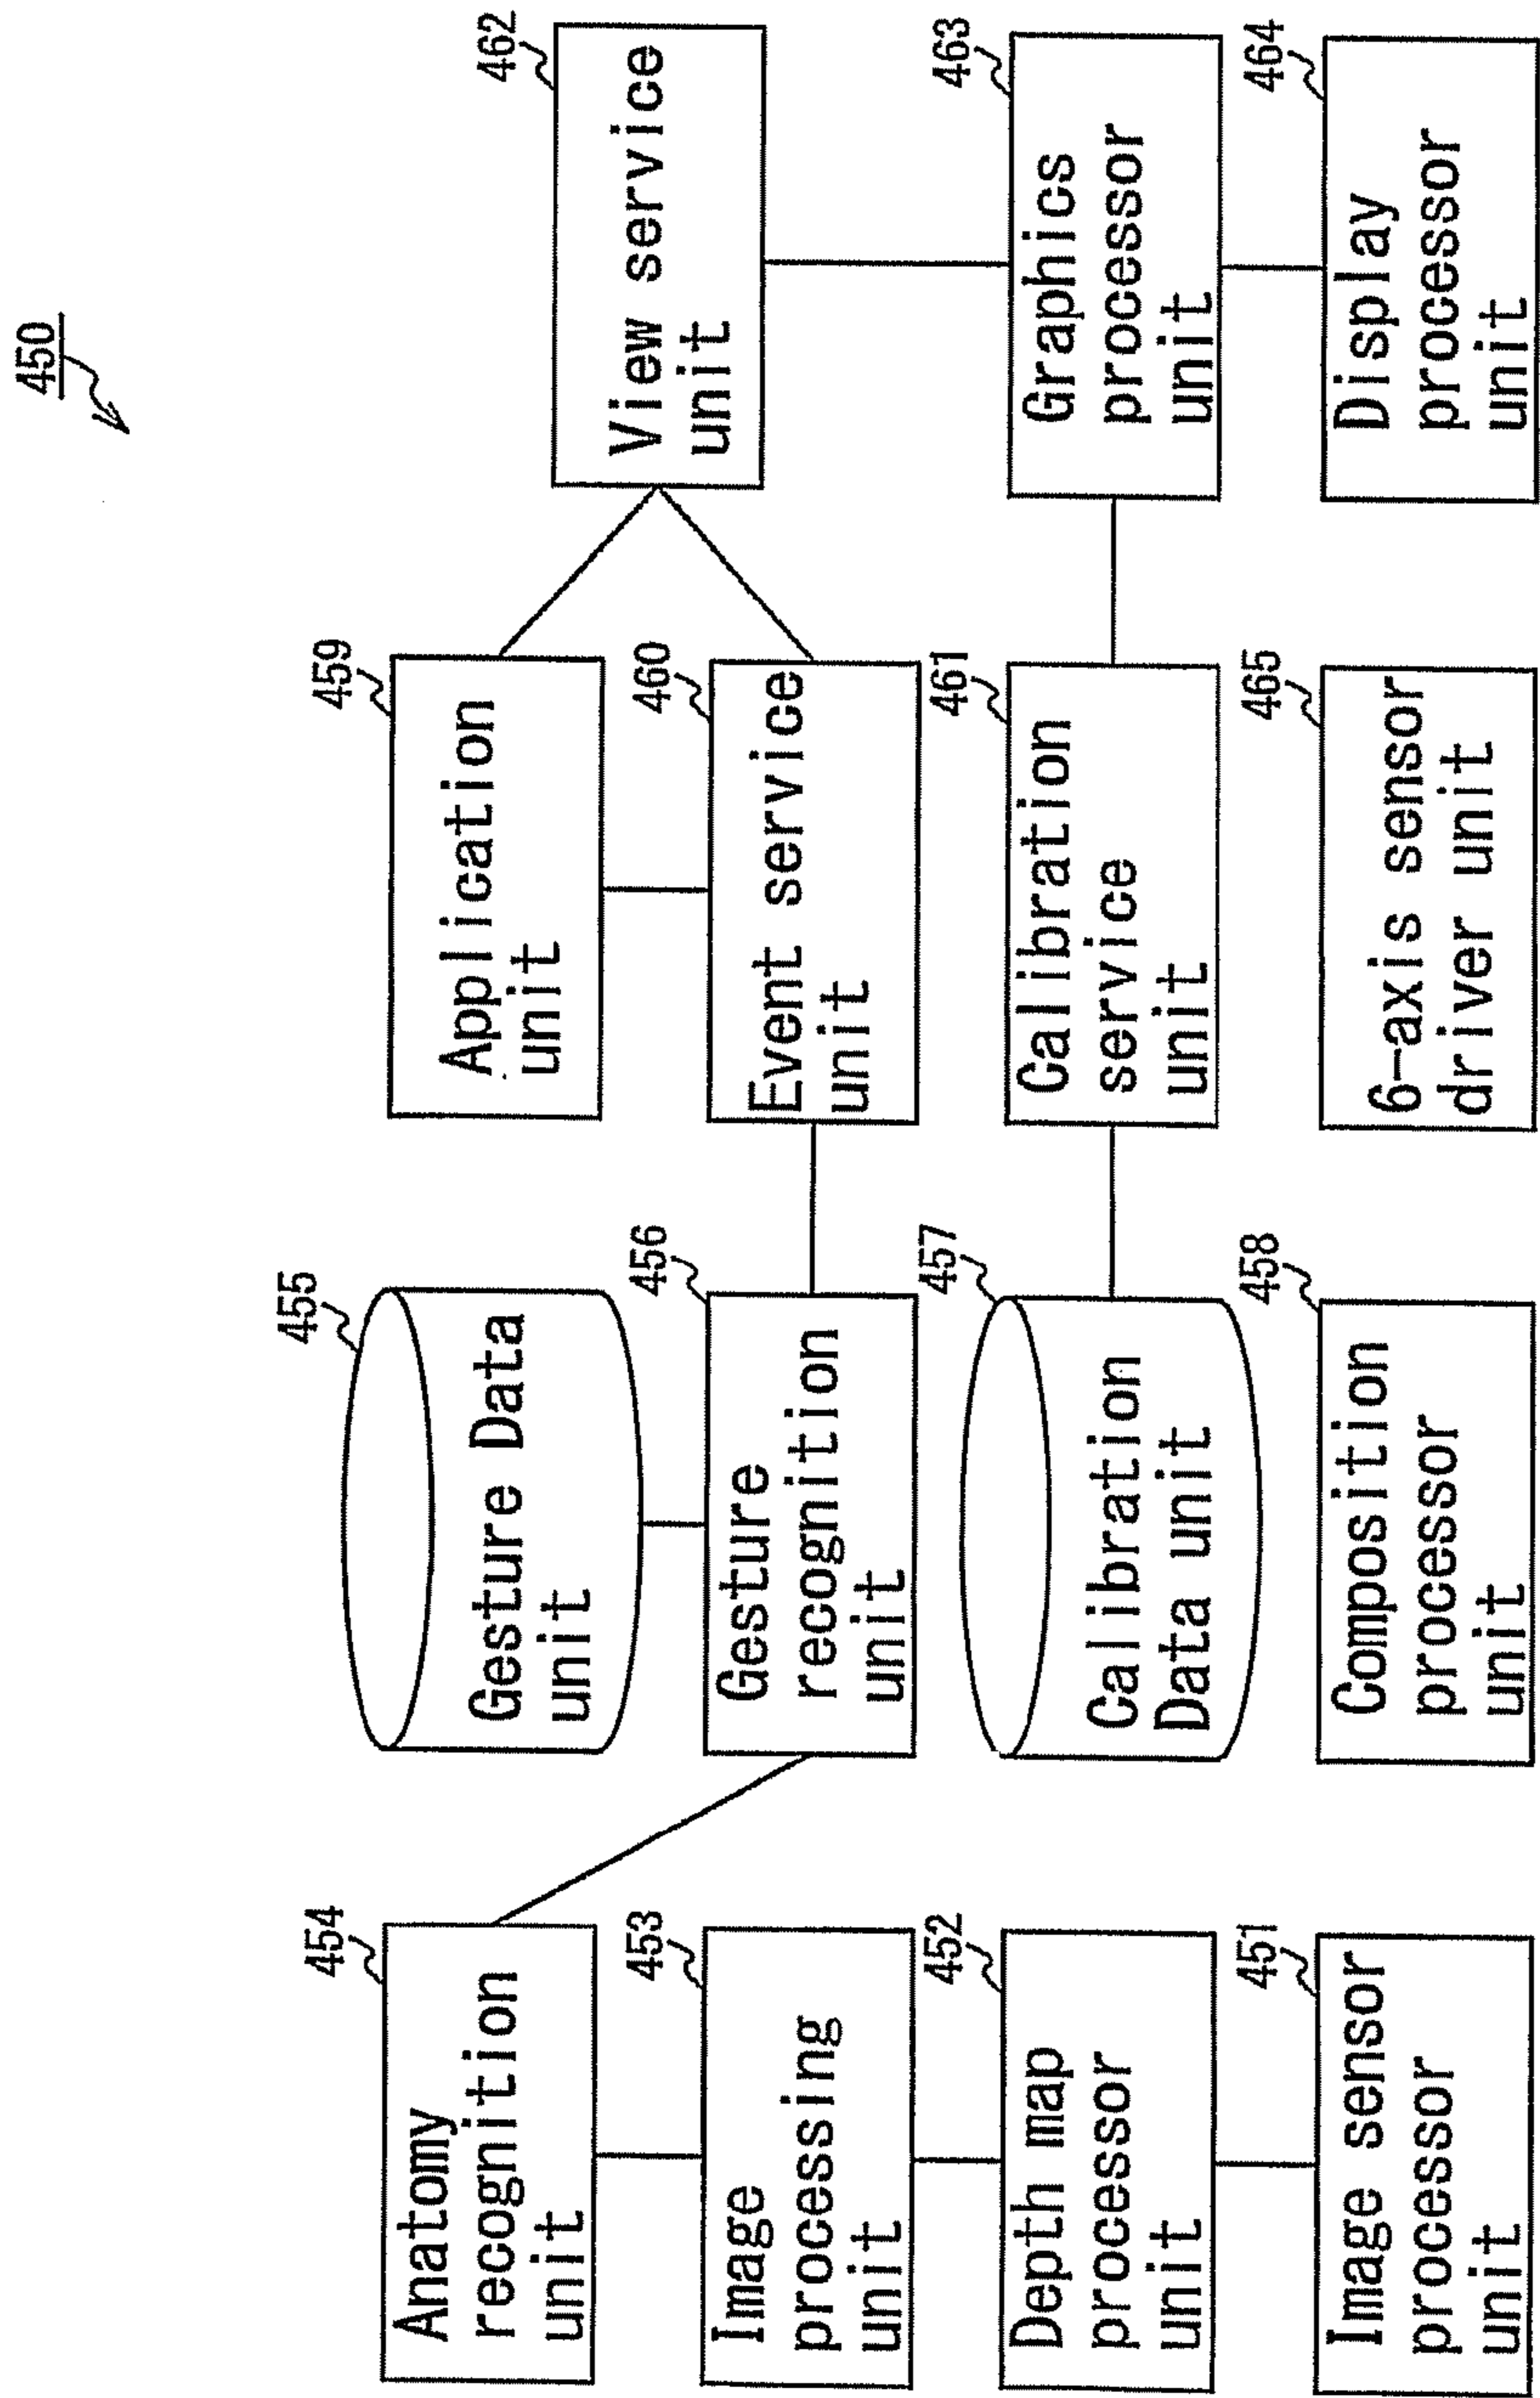 450
454
Anatomy
recognition
unit
453
Image
processing
unit
452
Depth map
processor
unit
451
Image sensor
processor
unit
455
Gesture Data
unit
456
Gesture
recognition
unit
457
Calibration
Data unit
458
Composition
processor
unit
459
Application
unit
460
Event service
unit
461
Calibration
service
unit
465
6-axis sensor
driver unit
462
View service
unit
463
Graphics
processor
unit
464
Display
processor
unit